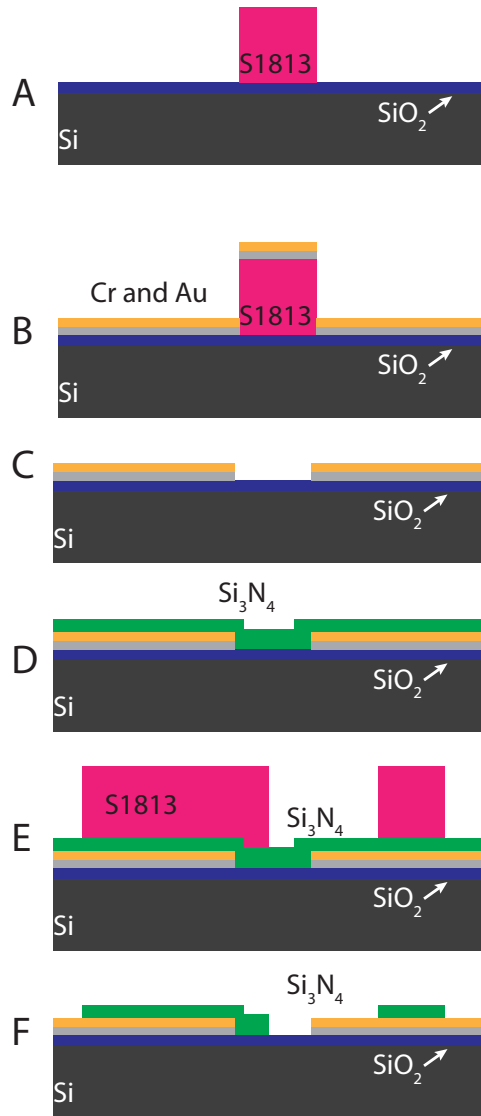 S1813
A
SiO2
Si
Cr and Au
S1813
B
SiO2
Si
C
SiO2
Si
Si3N4
D
SiO2
Si
S1813
Si3N4
E
SiO2
Si
Si3N4
F
SiO2
Si